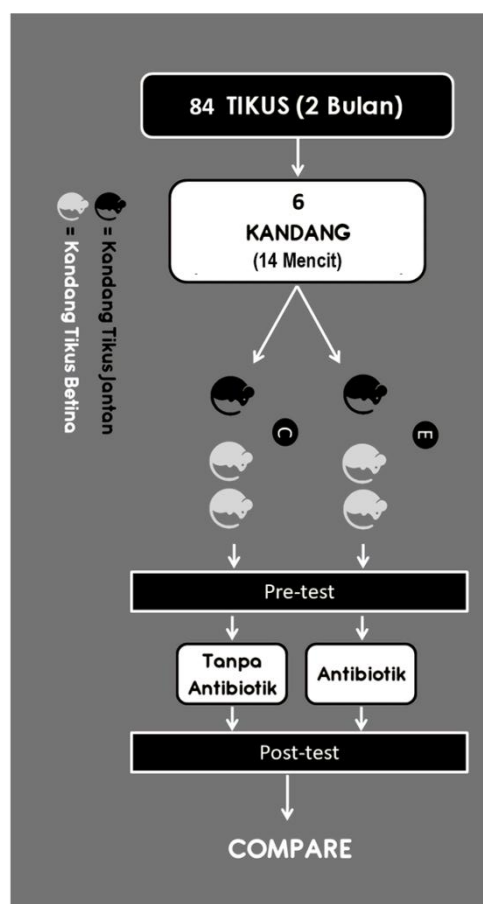 84 TIKUS (2 Bulan)
6
KANDANG
(14 Mencit)
= Kandang Tikus Jantan
= Kandang Tikus Betina
C
E
Pre-test
Tanpa
Antibiotik
Antibiotik
Post-test
COMPARE